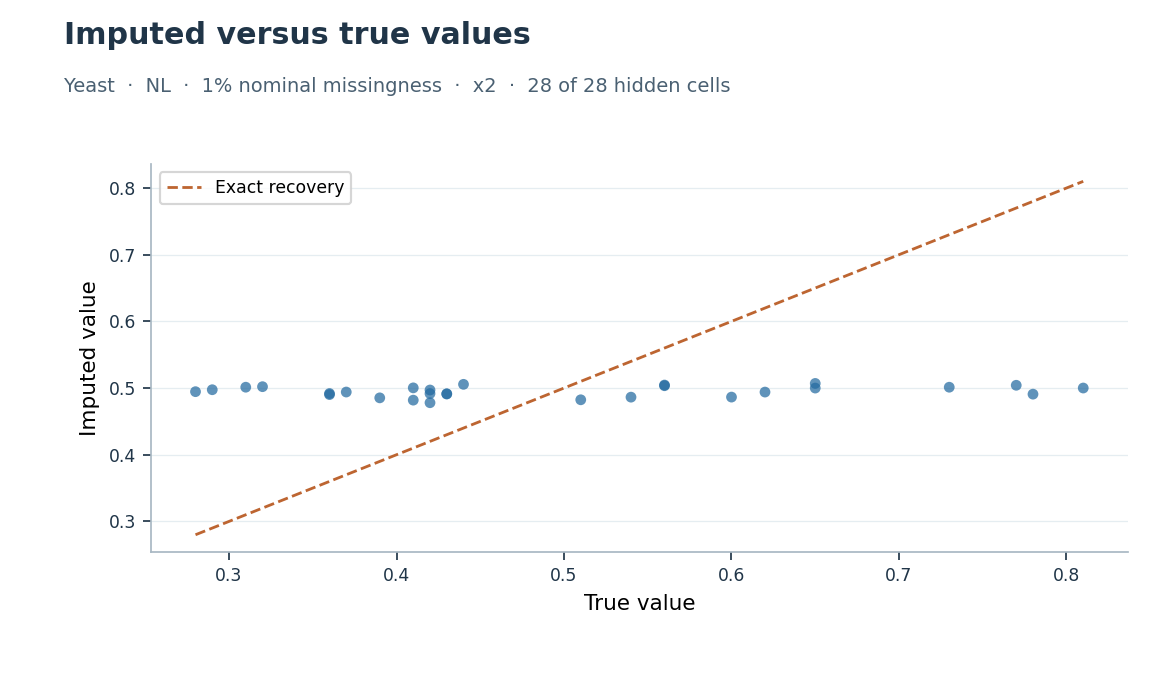 Imputed versus true values
Yeast · NL · 1% nominal missingness · x2 · 28 of 28 hidden cells
Exact recovery
0.8
0.7
0.6
0.5
0.4
0.3
Imputed value
0.3 0.4 0.5 0.6 0.7 0.8
True value